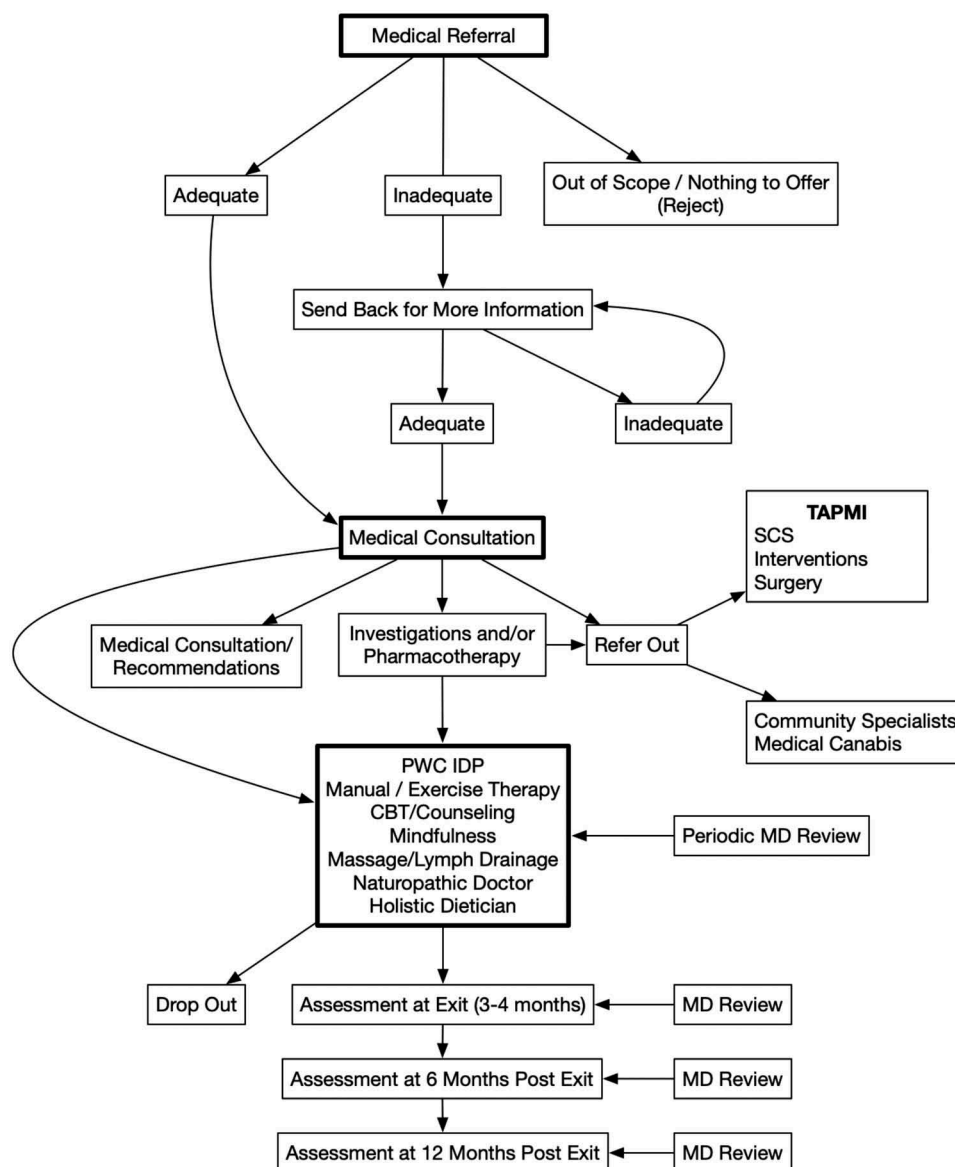 Medical Referral
Adequate
Inadequate
Out of Scope / Nothing to Offer
(Reject)
Send Back for More Information
Adequate
Inadequate
Medical Consultation
TAPMI
SCS
Interventions
Surgery
Medical Consultation/
Recommendations
Investigations and/or
Pharmacotherapy
Refer Out
Community Specialists
Medical Canabis
PWC IDP
Manual / Exercise Therapy
CBT/Counseling
Mindfulness
Massage/Lymph Drainage
Naturopathic Doctor
Holistic Dietician
Periodic MD Review
Drop Out
Assessment at Exit (3-4 months)
MD Review
Assessment at 6 Months Post Exit
MD Review
Assessment at 12 Months Post Exit
MD Review